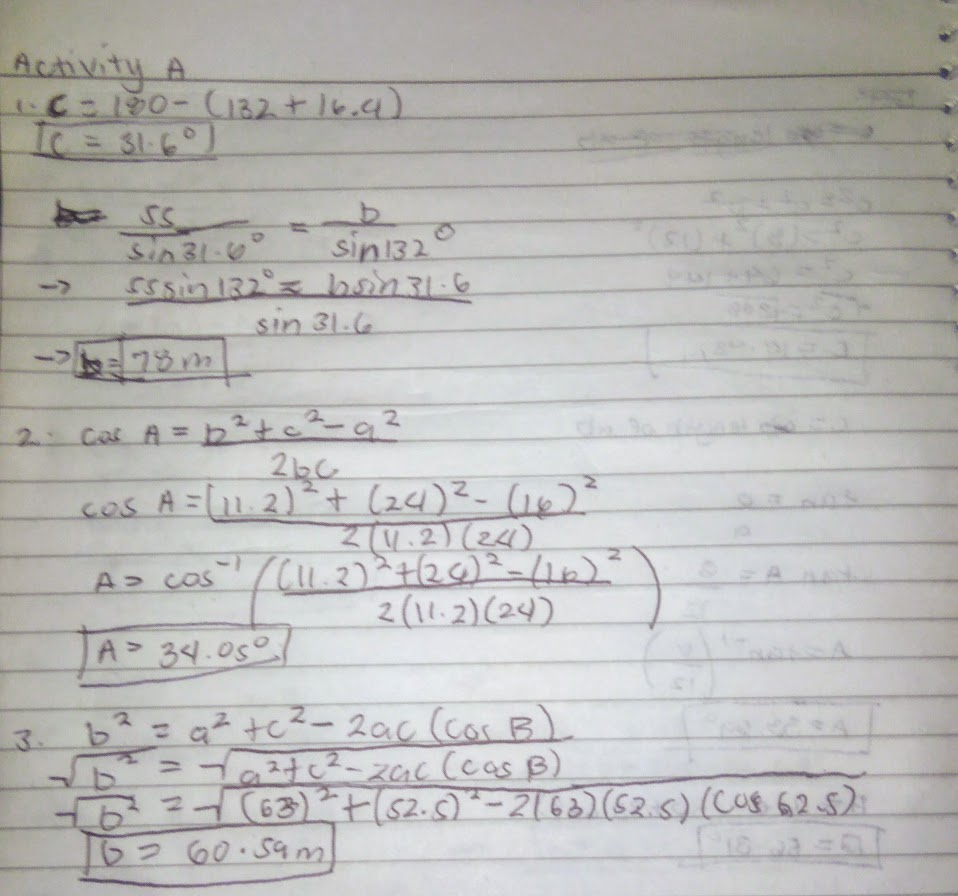 Activity A
1. C = 180 - (132 + 16.4)
C = 31.6°
55/sin 31.6° = b/sin 132°
→ 55 sin 132° = b sin 31.6
sin 31.6
→ b = 78 m
2. cos A = b² + c² - a²
2bc
cos A = (11.2)² + (24)² - (16)²
2(11.2)(24)
A = cos⁻¹ ((11.2)² + (24)² - (16)²
2(11.2)(24))
A = 34.05°
3. b² = a² + c² - 2ac (cos B)
√b² = √a² + c² - 2ac (cos B)
√b² = √(63)² + (52.5)² - 2(63)(52.5)(cos 62.5)
b = 60.59 m